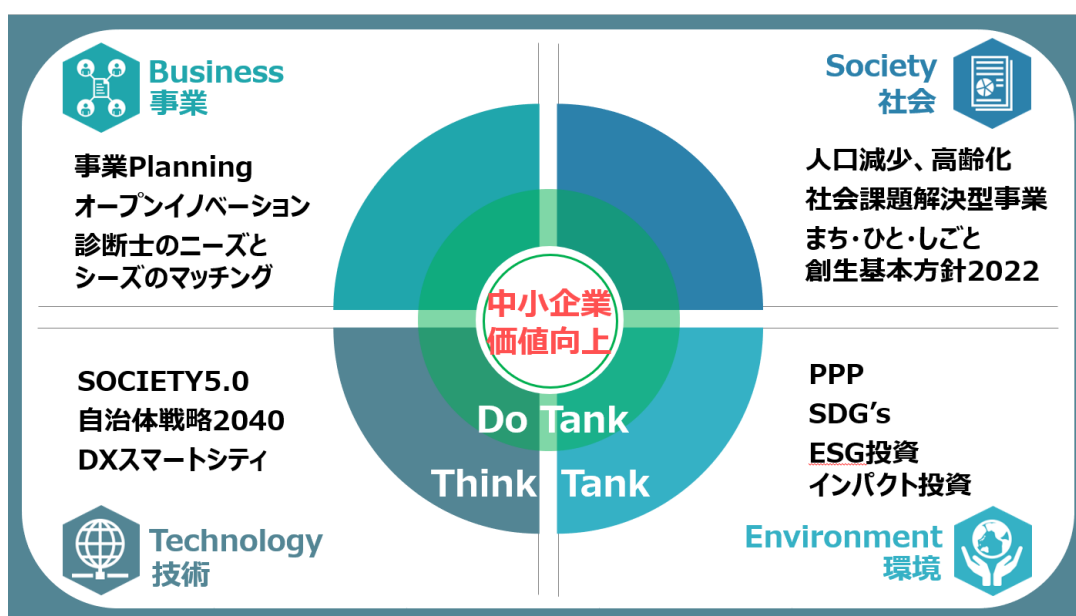 Business
事業
事業Planning
オープンイノベーション
診断士のニーズと
シーズのマッチング
Society
社会
人口減少、高齢化
社会課題解決型事業
まち・ひと・しごと
創生基本方針2022
中小企業
価値向上
Do Tank
Think Tank
SOCIETY5.0
自治体戦略2040
DXスマートシティ
Technology
技術
PPP
SDG’s
ESG投資
インパクト投資
Environment
環境